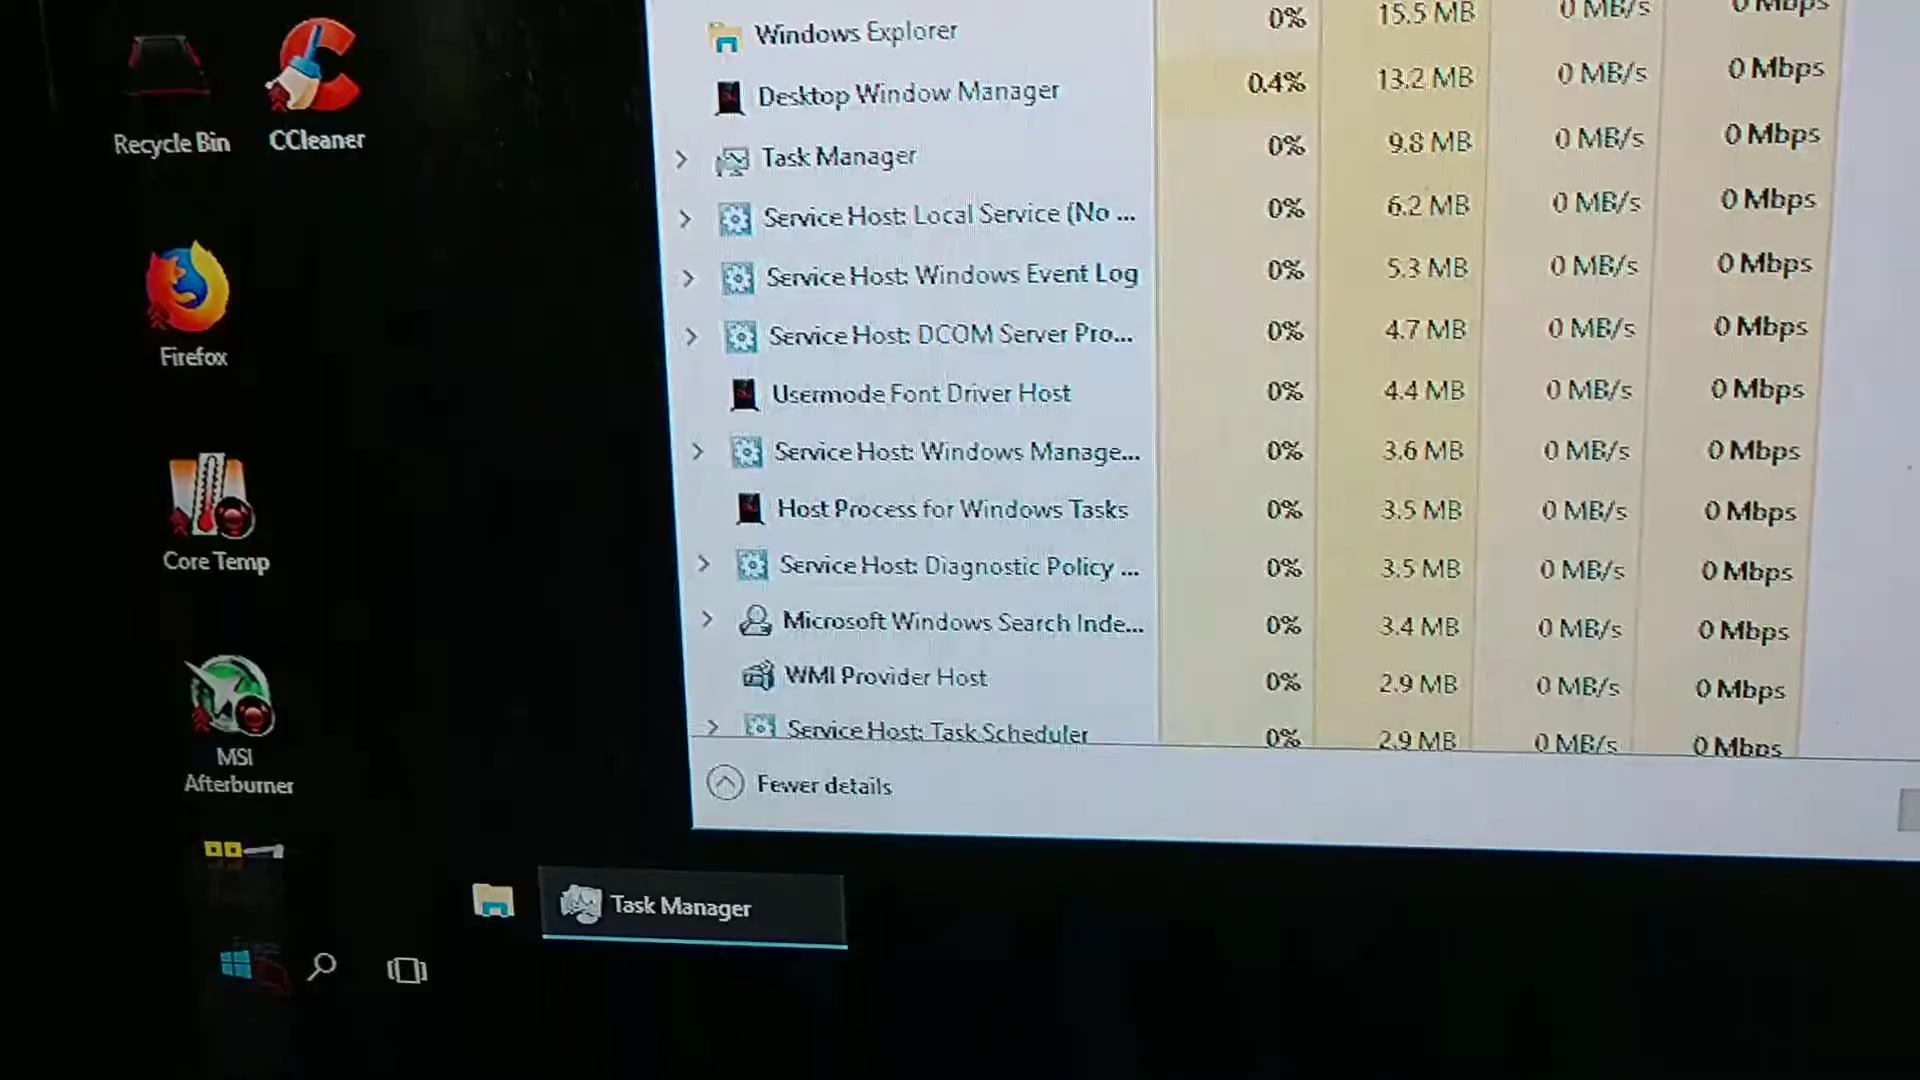 Recycle Bin
CCleaner
Firefox
Core Temp
MSI
Afterburner
15.5 MB 0 MB/s 0 Mbps
Windows Explorer 0%
Desktop Window Manager 0.4% 13.2 MB 0 MB/s 0 Mbps
Task Manager 0% 9.8 MB 0 MB/s 0 Mbps
Service Host: Local Service (No ... 0% 6.2 MB 0 MB/s 0 Mbps
Service Host: Windows Event Log 0% 5.3 MB 0 MB/s 0 Mbps
Service Host: DCOM Server Pro... 0% 4.7 MB 0 MB/s 0 Mbps
Usermode Font Driver Host 0% 4.4 MB 0 MB/s 0 Mbps
Service Host: Windows Manage... 0% 3.6 MB 0 MB/s 0 Mbps
Host Process for Windows Tasks 0% 3.5 MB 0 MB/s 0 Mbps
Service Host: Diagnostic Policy ... 0% 3.5 MB 0 MB/s 0 Mbps
Microsoft Windows Search Inde... 0% 3.4 MB 0 MB/s 0 Mbps
WMI Provider Host 0% 2.9 MB 0 MB/s 0 Mbps
Service Host: Task Scheduler 0% 2.9 MB 0 MB/s 0 Mbps
Fewer details
Task Manager